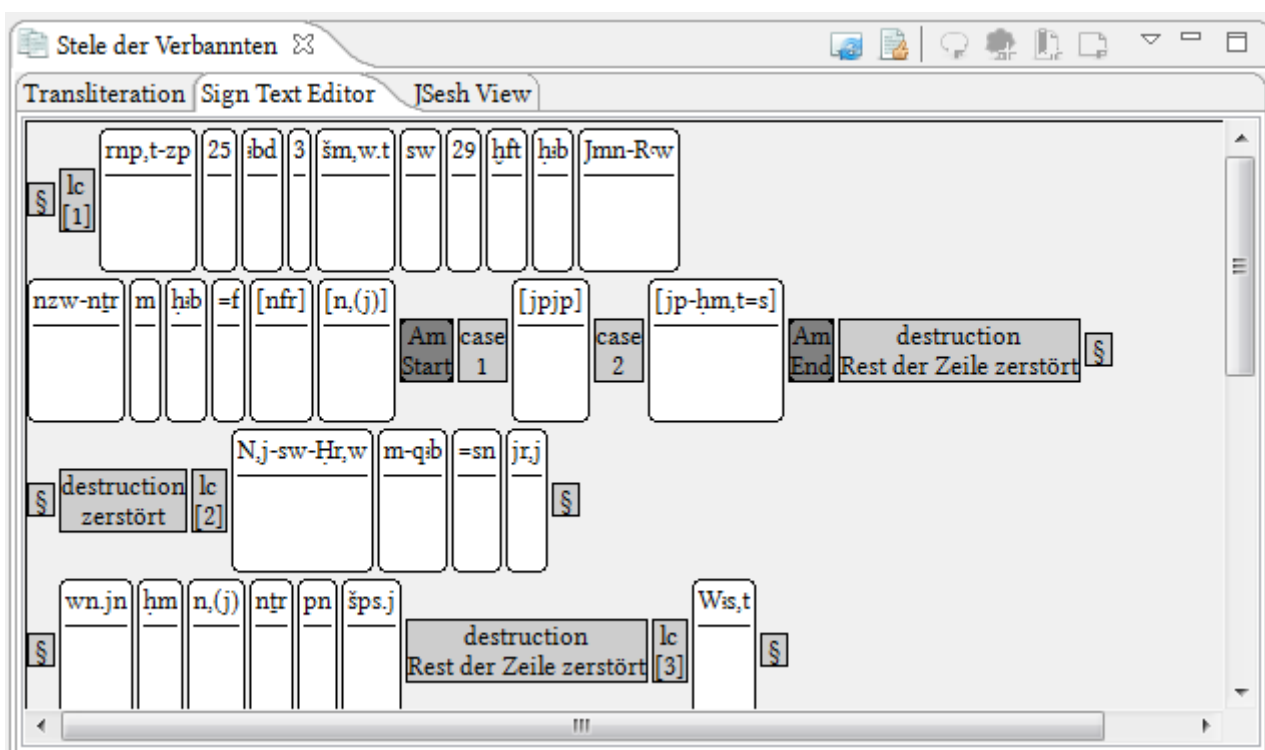 Stele der Verbannten
Transliteration Sign Text Editor JSesh View
§ lc [1] rnp,t-zp 25 ꜣbd 3 šm,w.t sw 29 ḫft ḥꜣb Jmn-Rꜥw
nzw-nṯr m ḥꜣb =f [nfr] [n,(j)] Am Start case 1 [jpjp] case 2 [jp-ḥm,t=s] Am End destruction Rest der Zeile zerstört §
§ destruction zerstört lc [2] N,j-sw-Ḥr,w m-qꜣb =sn jr,j §
§ wn.jn ḥm n,(j) nṯr pn šps.j destruction Rest der Zeile zerstört lc [3] Wꜣs,t §